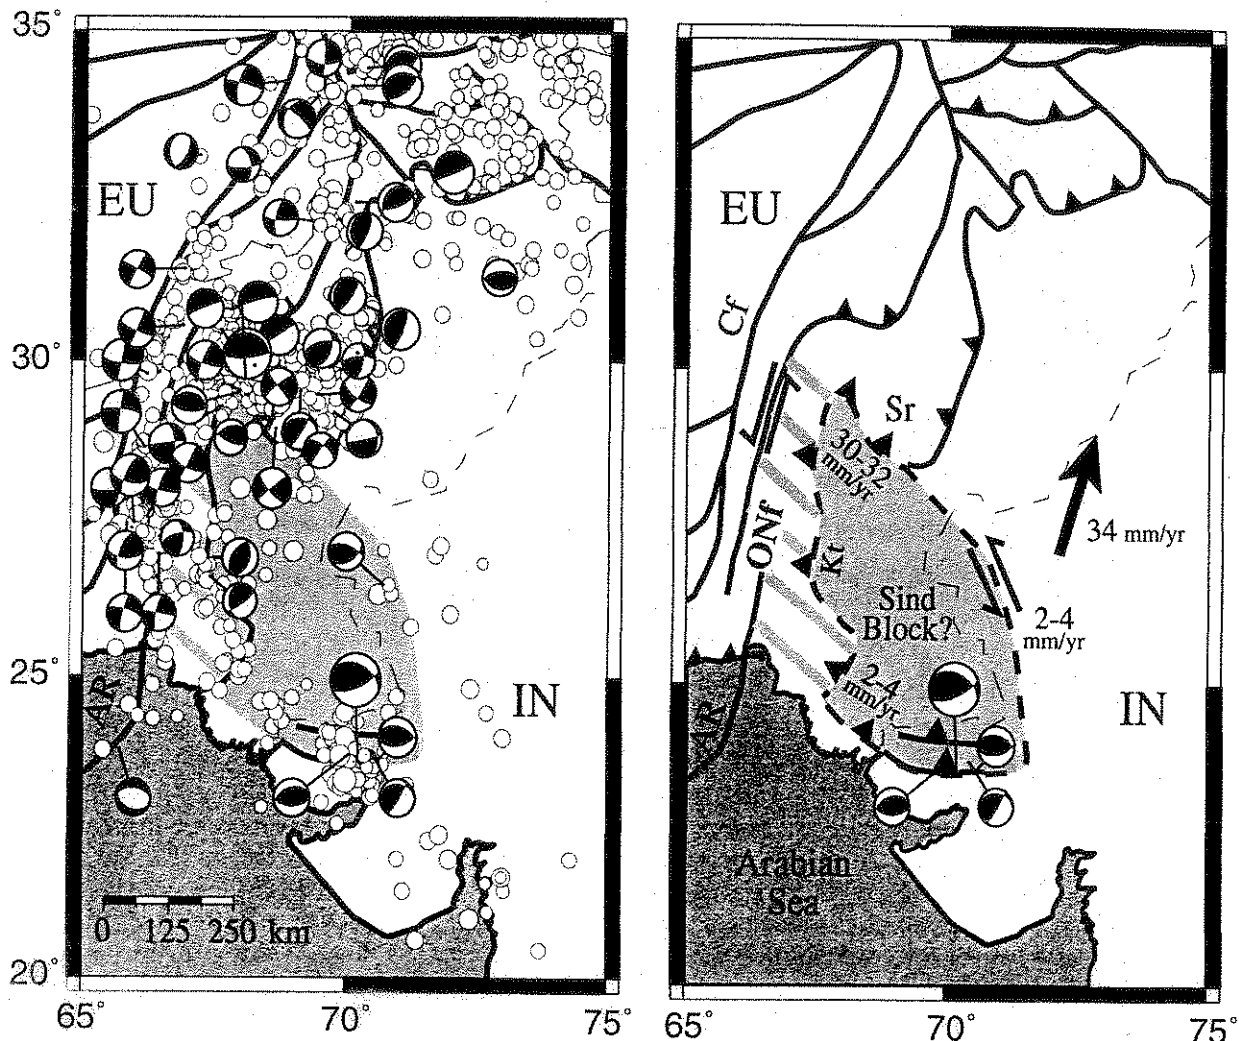 35°
30°
25°
20°
65°
70°
75°
EU
IN
AR
0 125 250 km
65°
70°
75°
EU
Cf
Sr
30-32
mm/yr
ONf
Kt
34 mm/yr
Sind
Block?
2-4
mm/yr
2-4
mm/yr
IN
AR
Arabian
Sea